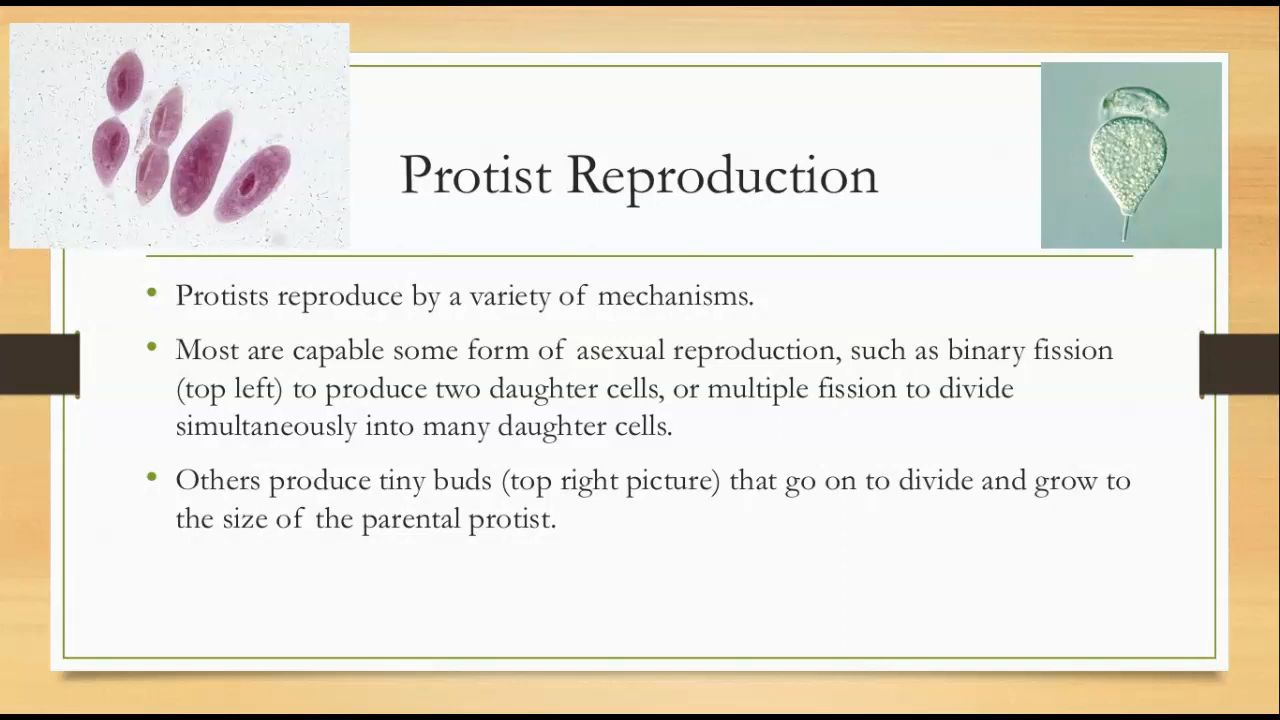 Protist Reproduction
• Protists reproduce by a variety of mechanisms.
• Most are capable some form of asexual reproduction, such as binary fission
(top left) to produce two daughter cells, or multiple fission to divide
simultaneously into many daughter cells.
• Others produce tiny buds (top right picture) that go on to divide and grow to
the size of the parental protist.